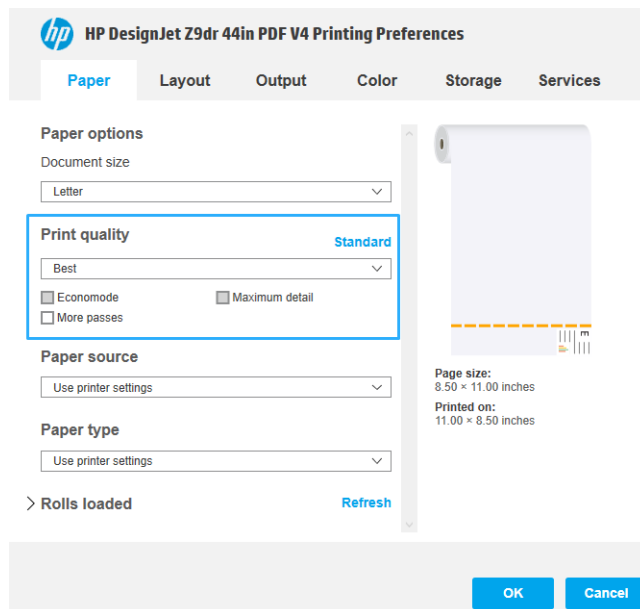 hp HP DesignJet Z9dr 44in PDF V4 Printing Preferences
Paper Layout Output Color Storage Services
Paper options
Document size
Letter
Print quality
Standard
Best
Economode Maximum detail
More passes
Paper source
Use printer settings
Paper type
Use printer settings
Rolls loaded Refresh
E
Page size:
8.50 × 11.00 inches
Printed on:
11.00 × 8.50 inches
OK Cancel